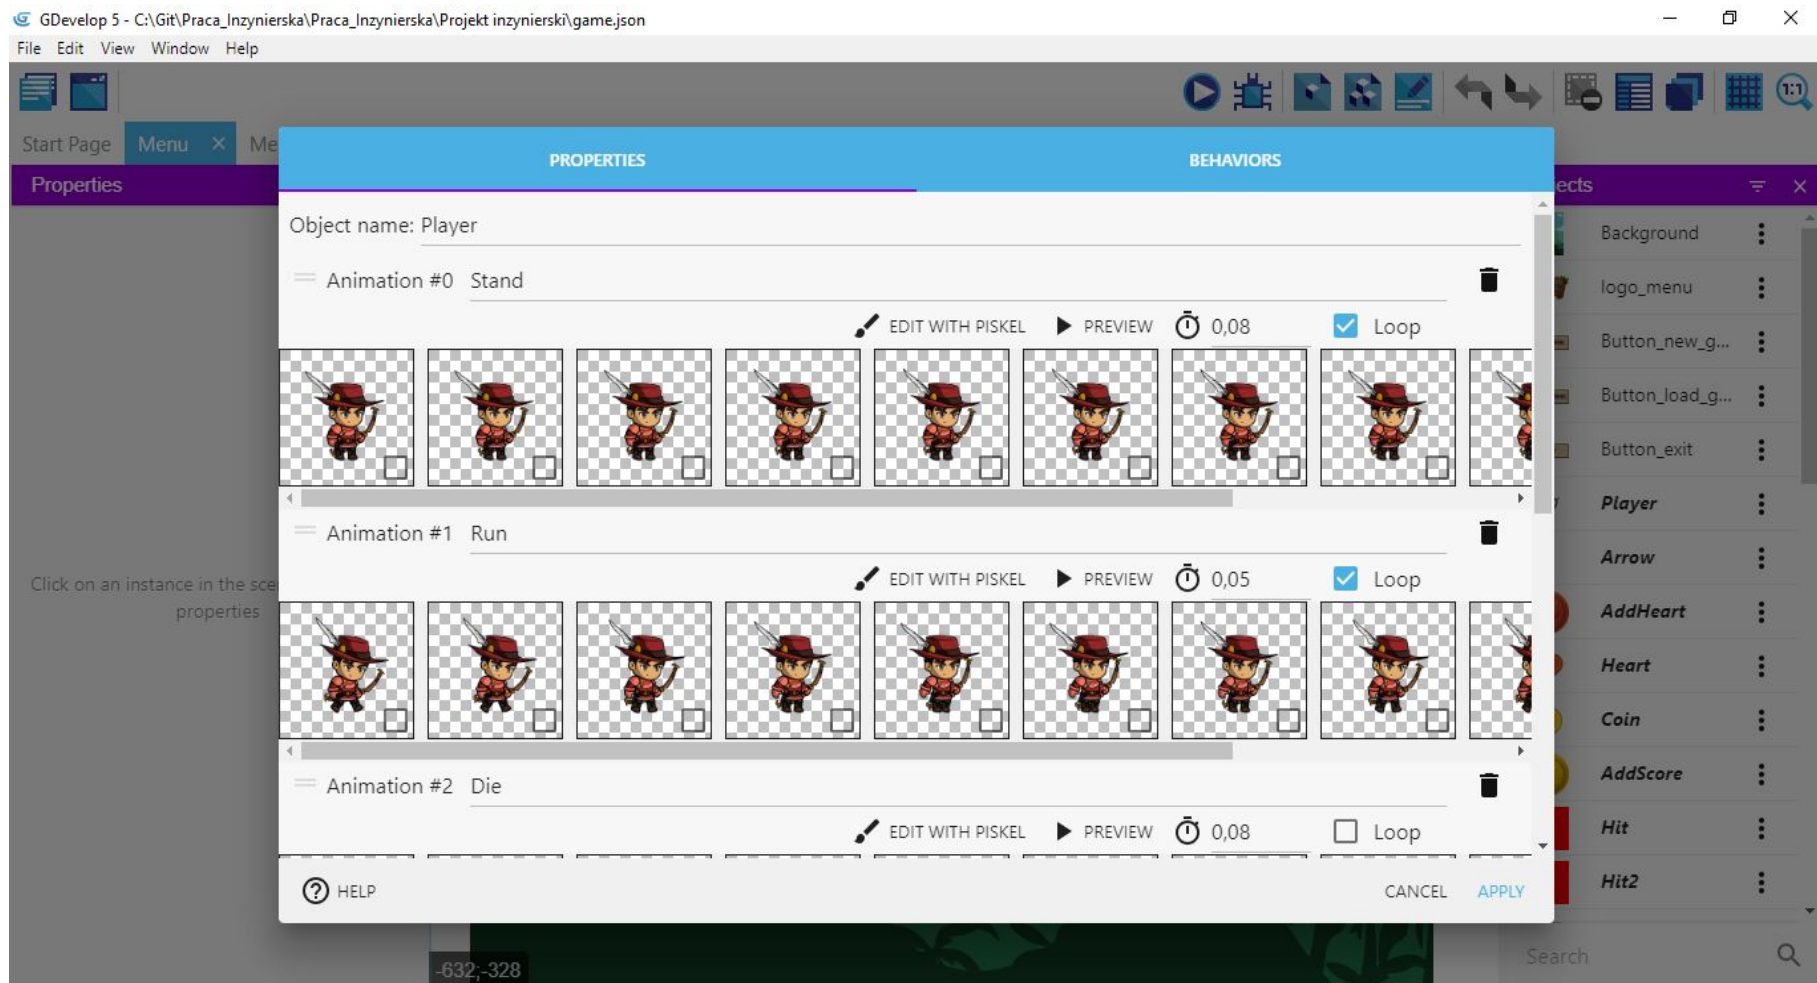 GDevelop 5 - C:\Git\Praca_Inzynierska\Praca_Inzynierska\Projekt inzynierski\game.json
File Edit View Window Help
1:1
Start Page Menu × Me
Properties
Click on an instance in the sce
properties
PROPERTIES BEHAVIORS
Object name: Player
Animation #0 Stand
EDIT WITH PISKEL PREVIEW 0,08 Loop
Animation #1 Run
EDIT WITH PISKEL PREVIEW 0,05 Loop
Animation #2 Die
EDIT WITH PISKEL PREVIEW 0,08 Loop
HELP CANCEL APPLY
-632;-328
ects
Background
logo_menu
Button_new_g...
Button_load_g...
Button_exit
Player
Arrow
AddHeart
Heart
Coin
AddScore
Hit
Hit2
Search